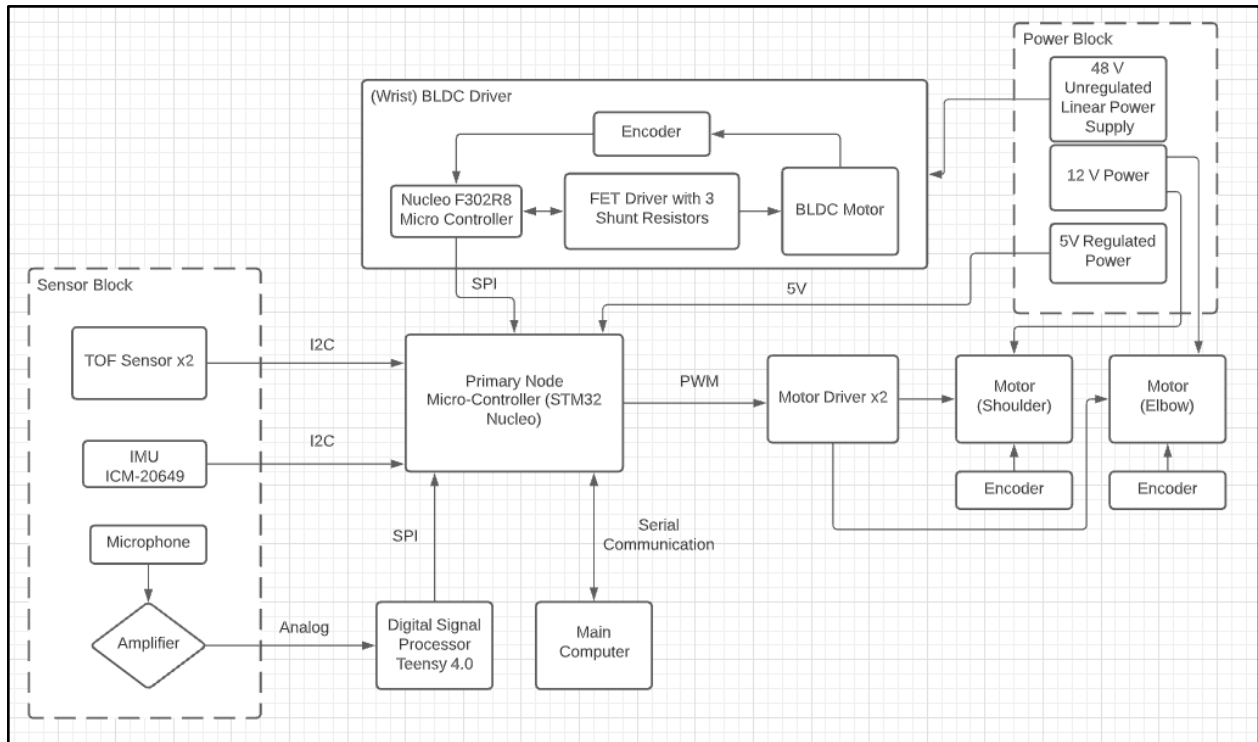 Power Block
48 V
Unregulated
Linear Power
Supply
12 V Power
5V Regulated
Power
(Wrist) BLDC Driver
Encoder
Nucleo F302R8
Micro Controller
FET Driver with 3
Shunt Resistors
BLDC Motor
SPI
5V
Sensor Block
TOF Sensor x2
I2C
IMU
ICM-20649
I2C
Microphone
Amplifier
Analog
Primary Node
Micro-Controller (STM32
Nucleo)
PWM
Motor Driver x2
Motor
(Shoulder)
Motor
(Elbow)
Encoder
Encoder
SPI
Serial
Communication
Digital Signal
Processor
Teensy 4.0
Main
Computer